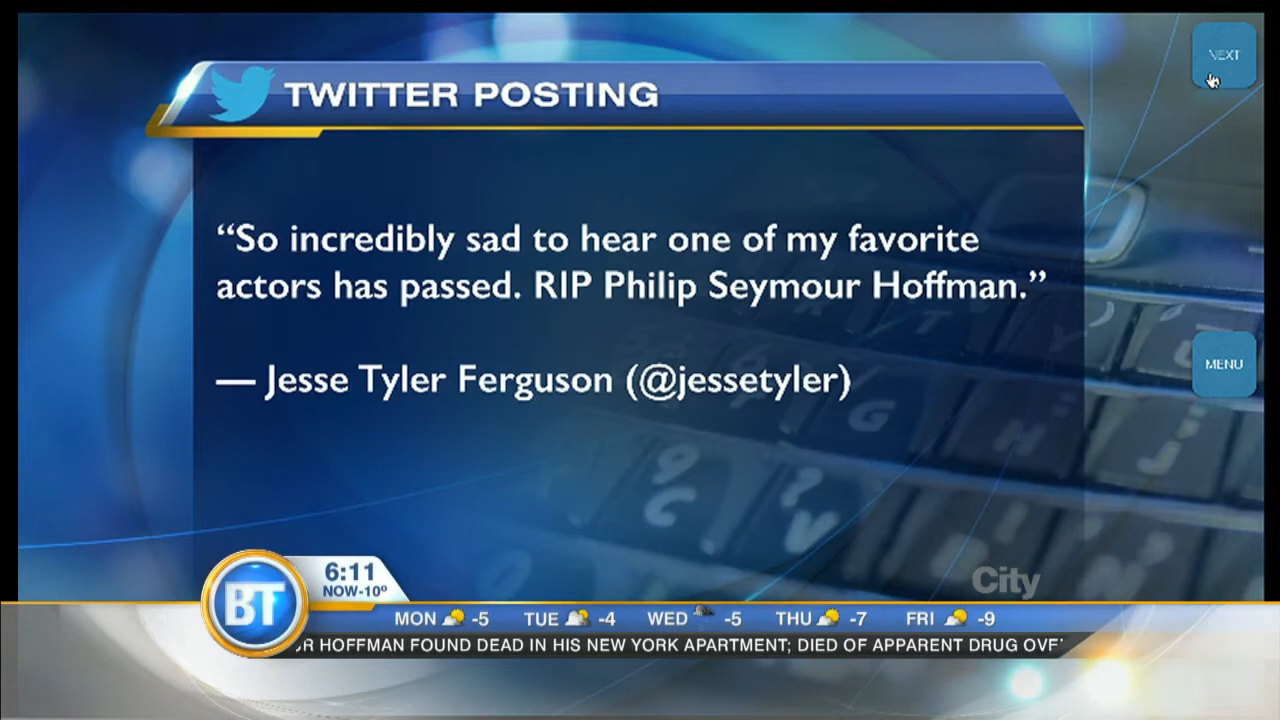 TWITTER POSTING
NEXT
“So incredibly sad to hear one of my favorite
actors has passed. RIP Philip Seymour Hoffman.”
MENU
— Jesse Tyler Ferguson (@jessetyler)
G
H
J
C
V
City
BT
6:11
NOW-10º
MON -5 TUE -4 WED -5 THU -7 FRI -9
HOFFMAN FOUND DEAD IN HIS NEW YORK APARTMENT; DIED OF APPARENT DRUG